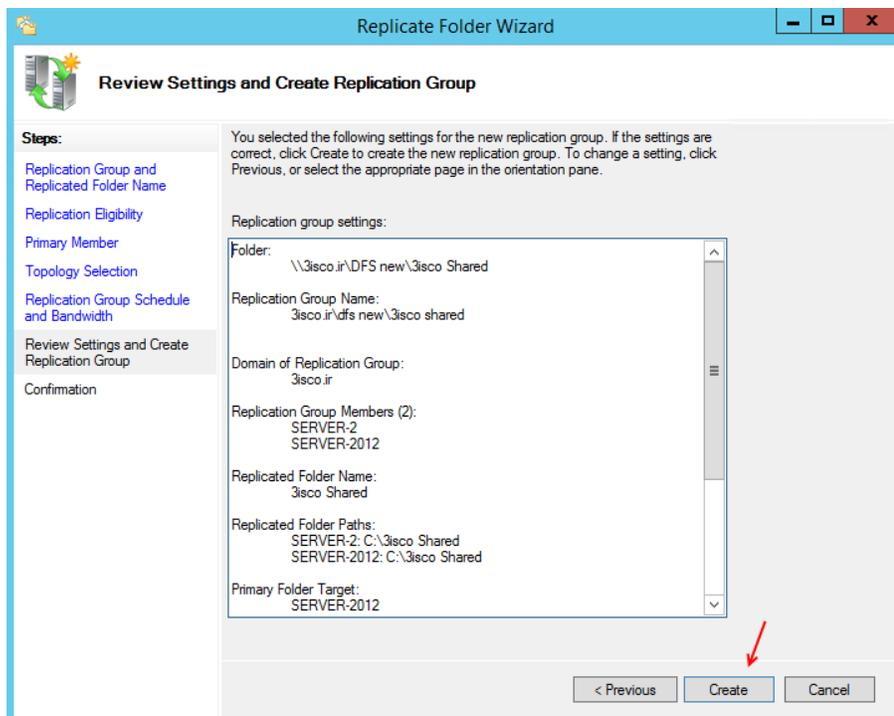 Replicate Folder Wizard
Review Settings and Create Replication Group
Steps:
Replication Group and
Replicated Folder Name
Replication Eligibility
Primary Member
Topology Selection
Replication Group Schedule
and Bandwidth
Review Settings and Create
Replication Group
Confirmation
You selected the following settings for the new replication group. If the settings are
correct, click Create to create the new replication group. To change a setting, click
Previous, or select the appropriate page in the orientation pane.
Replication group settings:
Folder:
\\3isco.ir\DFS new\3isco Shared
Replication Group Name:
3isco.ir\dfs new\3isco shared
Domain of Replication Group:
3isco.ir
Replication Group Members (2):
SERVER-2
SERVER-2012
Replicated Folder Name:
3isco Shared
Replicated Folder Paths:
SERVER-2: C:\3isco Shared
SERVER-2012: C:\3isco Shared
Primary Folder Target:
SERVER-2012
< Previous
Create
Cancel